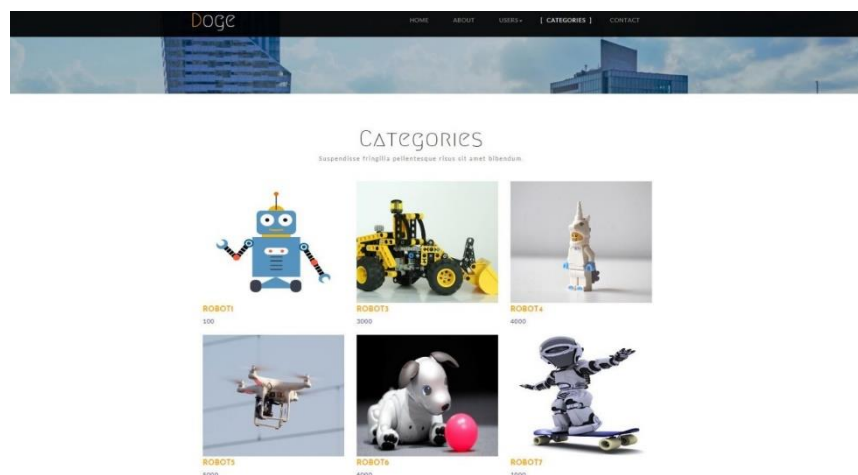 Doge
HOME ABOUT USERS [ CATEGORIES ] CONTACT
Categories
Suspendisse fringilla pellentesque risus sit amet bibendum.
ROBOT1
100
ROBOT3
3000
ROBOT4
4000
ROBOT5
ROBOT6
ROBOT7